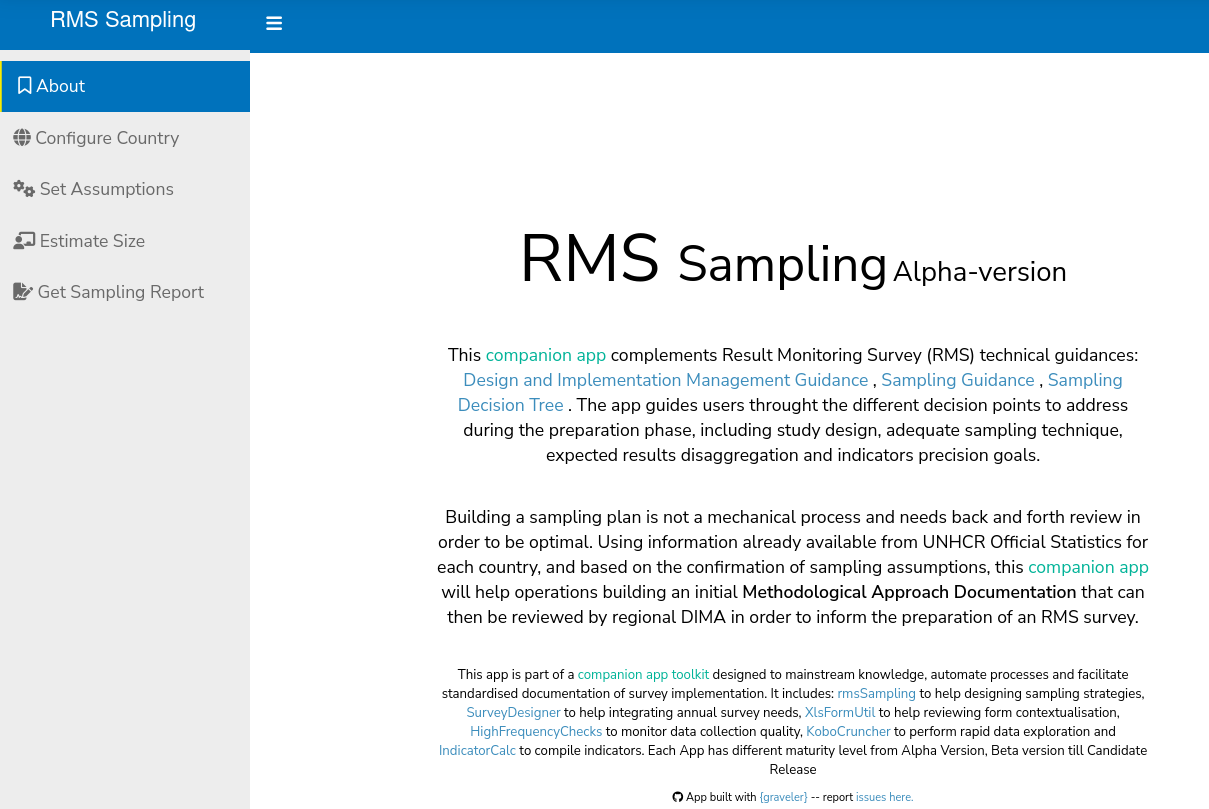 RMS Sampling
About
Configure Country
Set Assumptions
Estimate Size
Get Sampling Report
RMS Sampling Alpha-version
This companion app complements Result Monitoring Survey (RMS) technical guidances:
Design and Implementation Management Guidance , Sampling Guidance , Sampling
Decision Tree . The app guides users throught the different decision points to address
during the preparation phase, including study design, adequate sampling technique,
expected results disaggregation and indicators precision goals.
Building a sampling plan is not a mechanical process and needs back and forth review in
order to be optimal. Using information already available from UNHCR Official Statistics for
each country, and based on the confirmation of sampling assumptions, this companion app
will help operations building an initial Methodological Approach Documentation that can
then be reviewed by regional DIMA in order to inform the preparation of an RMS survey.
This app is part of a companion app toolkit designed to mainstream knowledge, automate processes and facilitate
standardised documentation of survey implementation. It includes: rmsSampling to help designing sampling strategies,
SurveyDesigner to help integrating annual survey needs, XlsFormUtil to help reviewing form contextualisation,
HighFrequencyChecks to monitor data collection quality, KoboCruncher to perform rapid data exploration and
IndicatorCalc to compile indicators. Each App has different maturity level from Alpha Version, Beta version till Candidate
Release
App built with {graveler} -- report issues here.